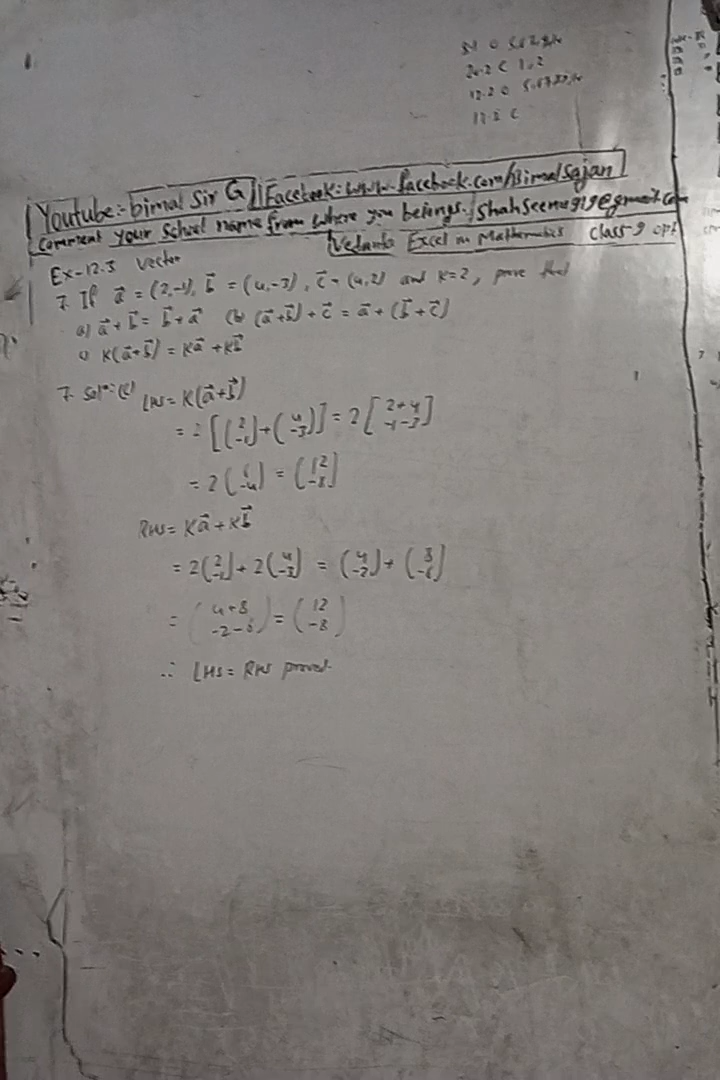 Youtube:- bimal Sir G || Facebook:- www.facebook.com/Bimalsajan
Comment your School name from where you belongs.
Vedanta Excel in Mathematics class-9 opt
Ex-12.3 Vector
7. If a⃗ = (2,-1), b⃗ = (4,-3), c⃗ = (4,2) and k=2, prove that
a) a⃗+b⃗ = b⃗+a⃗ (b) (a⃗+b⃗)+c⃗ = a⃗+(b⃗+c⃗)
c) K(a⃗+b⃗) = Ka⃗ + Kb⃗
7. Solⁿ:(c) LHS = K(a⃗+b⃗)
= 2[(2 -1)+(4 -3)] = 2[2+4 -1-3]
= 2(6 -4) = (12 -8)
RHS = Ka⃗+Kb⃗
= 2(2 -1)+2(4 -3) = (4 -2)+(8 -6)
= (4+8 -2-6) = (12 -8)
∴ LHS = RHS proved.